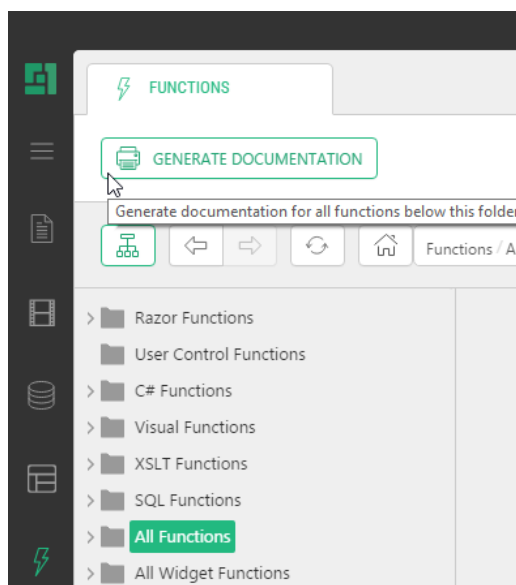 FUNCTIONS
GENERATE DOCUMENTATION
Generate documentation for all functions below this folde
Functions / A
Razor Functions
User Control Functions
C# Functions
Visual Functions
XSLT Functions
SQL Functions
All Functions
All Widget Functions